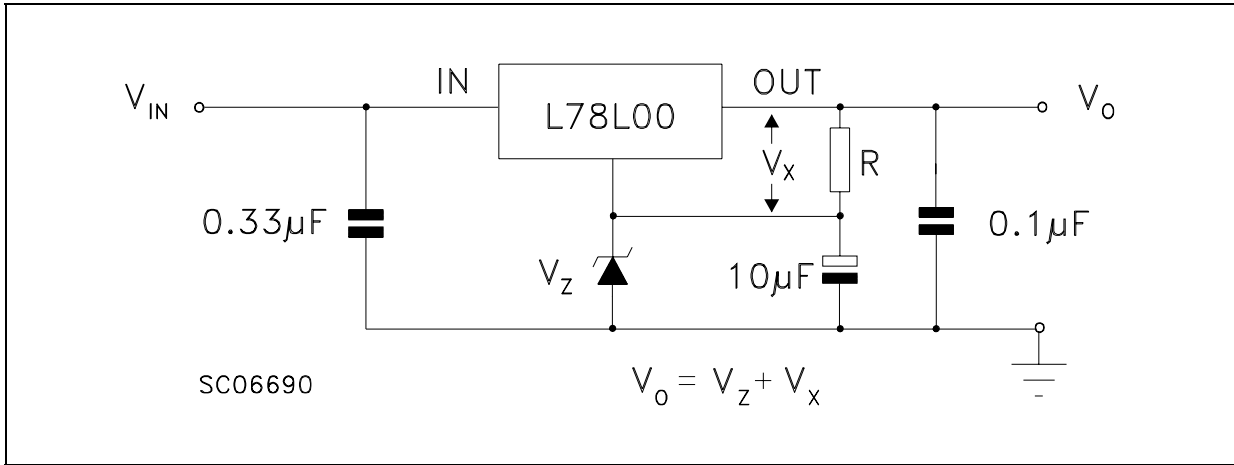 IN
OUT
V_IN
L78L00
V_O
V_X
R
0.33µF
0.1µF
V_Z
10µF
SC06690
V_O = V_Z + V_X